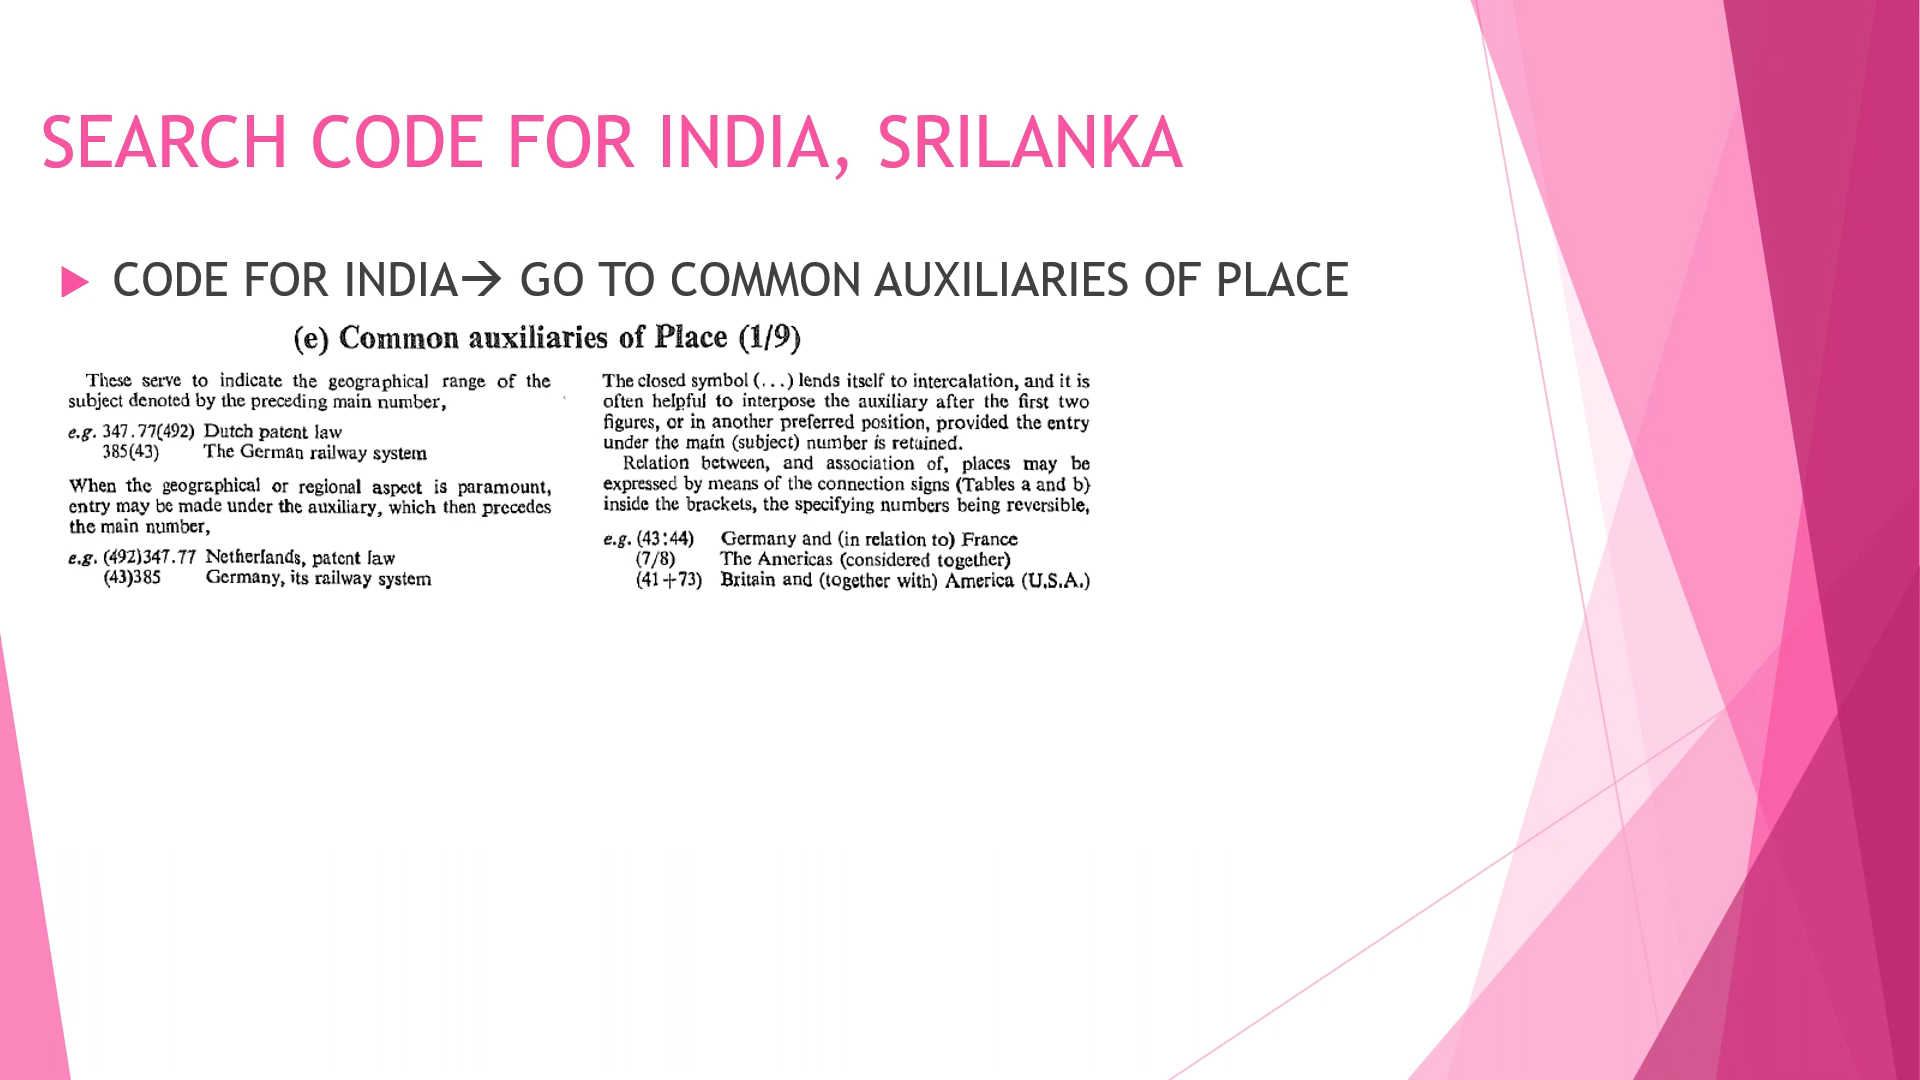 SEARCH CODE FOR INDIA, SRILANKA
CODE FOR INDIA→ GO TO COMMON AUXILIARIES OF PLACE
(e) Common auxiliaries of Place (1/9)
These serve to indicate the geographical range of the
subject denoted by the preceding main number,
e.g. 347.77(492) Dutch patent law
385(43) The German railway system
When the geographical or regional aspect is paramount,
entry may be made under the auxiliary, which then precedes
the main number,
e.g. (492)347.77 Netherlands, patent law
(43)385 Germany, its railway system
The closed symbol (...) lends itself to intercalation, and it is
often helpful to interpose the auxiliary after the first two
figures, or in another preferred position, provided the entry
under the main (subject) number is retained.
Relation between, and association of, places may be
expressed by means of the connection signs (Tables a and b)
inside the brackets, the specifying numbers being reversible,
e.g. (43:44) Germany and (in relation to) France
(7/8) The Americas (considered together)
(41+73) Britain and (together with) America (U.S.A.)